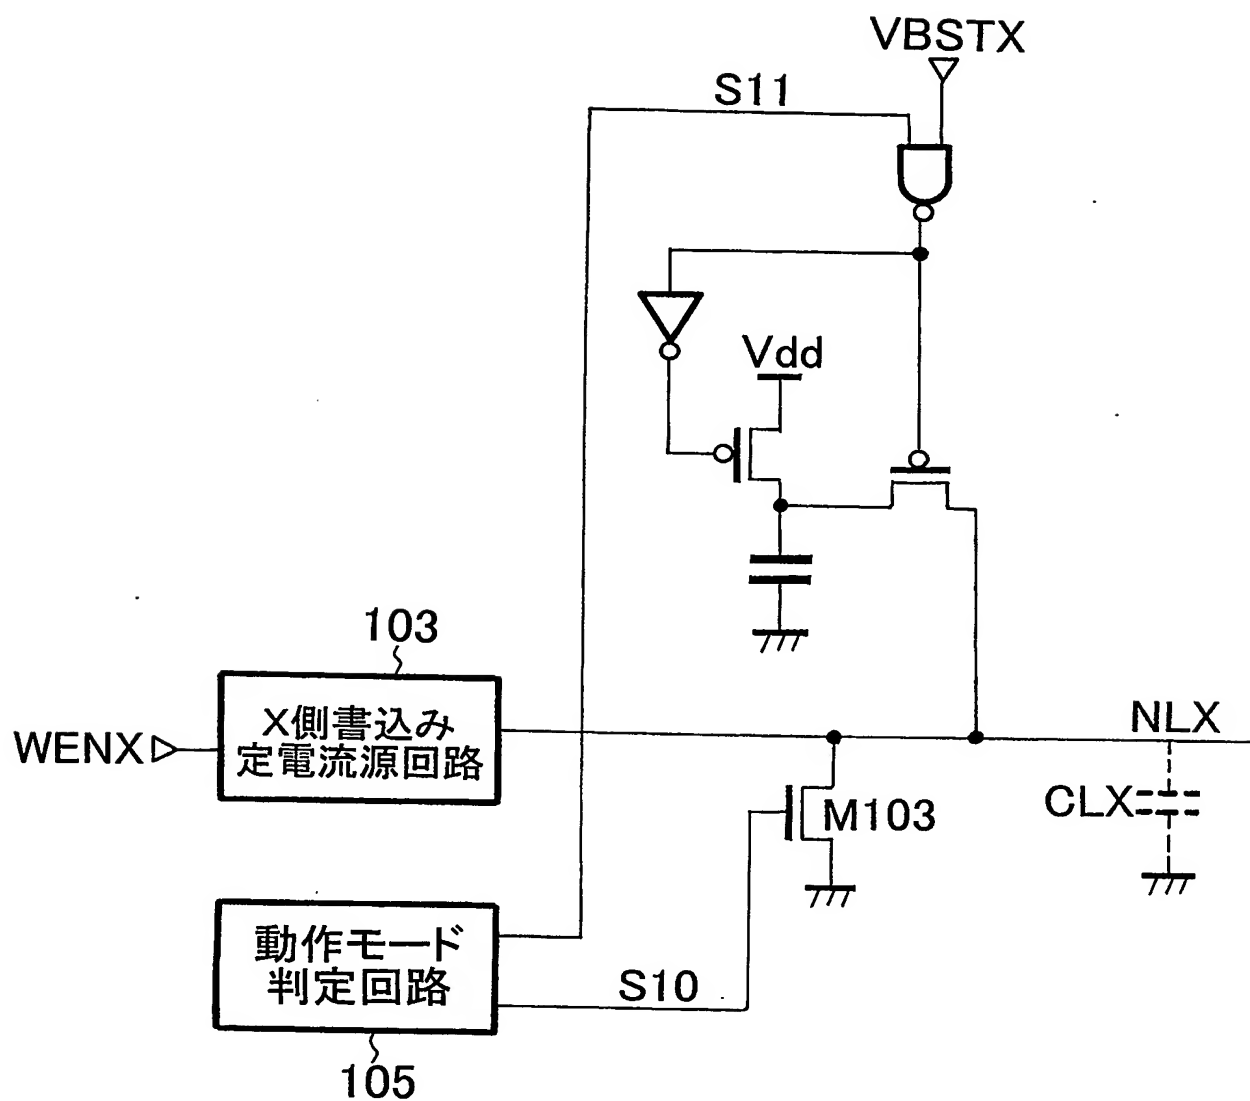 VBSTX
S11
Vdd
103
X側書込み
定電流源回路
WENX
NLX
CLX
M103
動作モード
判定回路
S10
105